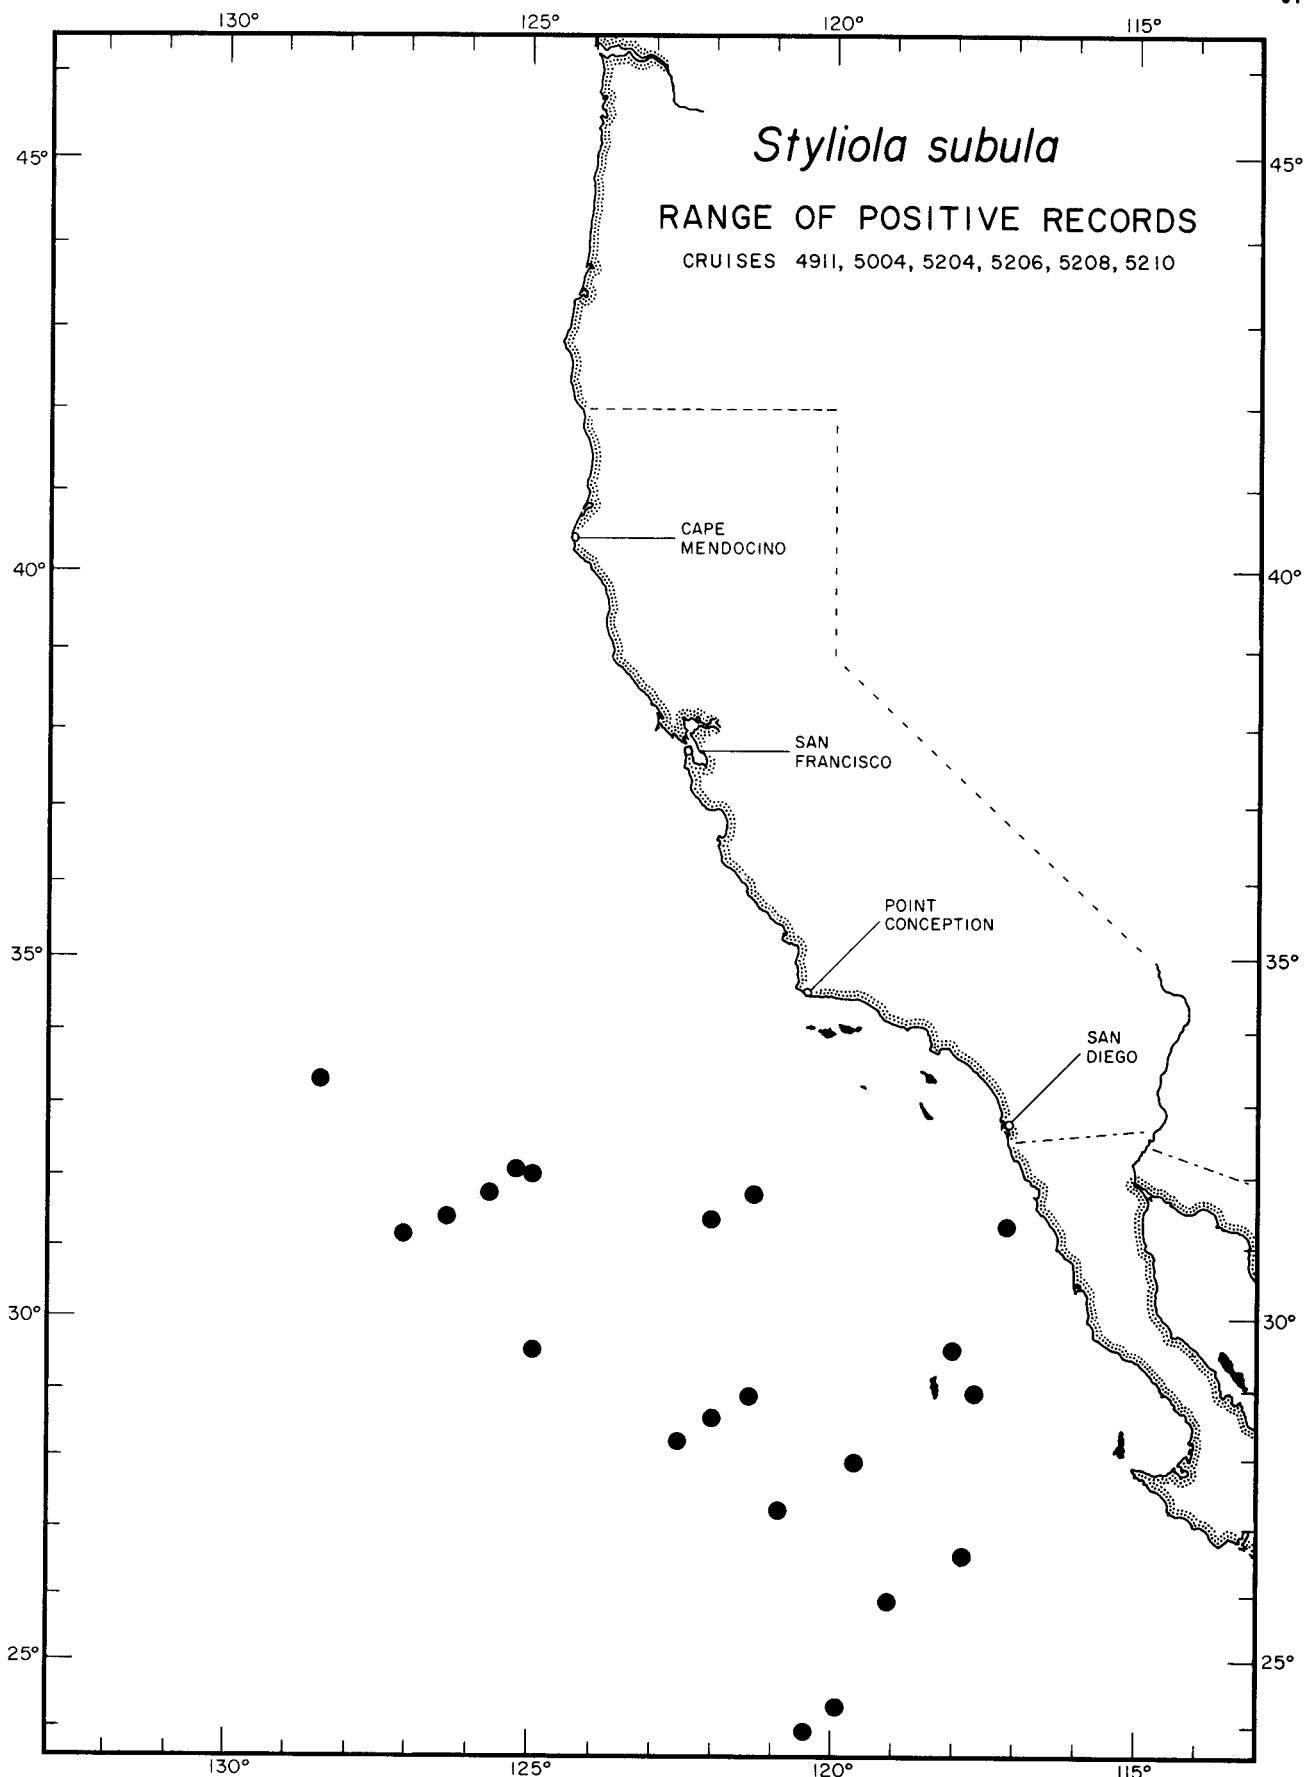 130° 125° 120° 115°
Styliola subula
RANGE OF POSITIVE RECORDS
CRUISES 4911, 5004, 5204, 5206, 5208, 5210
45° 45°
CAPE
MENDOCINO
40° 40°
SAN
FRANCISCO
POINT
CONCEPTION
35° 35°
SAN
DIEGO
30° 30°
25° 25°
130° 125° 120° 115°